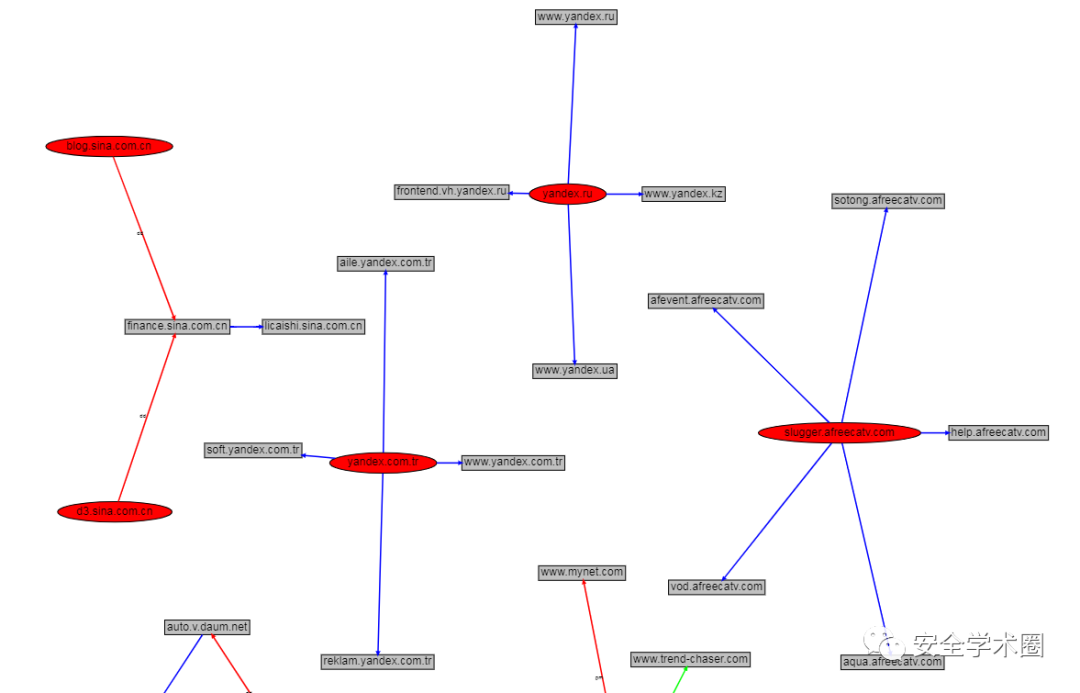 www.yandex.ru
blog.sina.com.cn
frontend.vh.yandex.ru
yandex.ru
www.yandex.kz
sotong.afreecatv.com
aile.yandex.com.tr
afevent.afreecatv.com
finance.sina.com.cn
licaishi.sina.com.cn
www.yandex.ua
slugger.afreecatv.com
help.afreecatv.com
soft.yandex.com.tr
yandex.com.tr
www.yandex.com.tr
d3.sina.com.cn
www.mynet.com
vod.afreecatv.com
auto.v.daum.net
安全学术圈
reklam.yandex.com.tr
www.trend-chaser.com
aqua.afreecatv.com